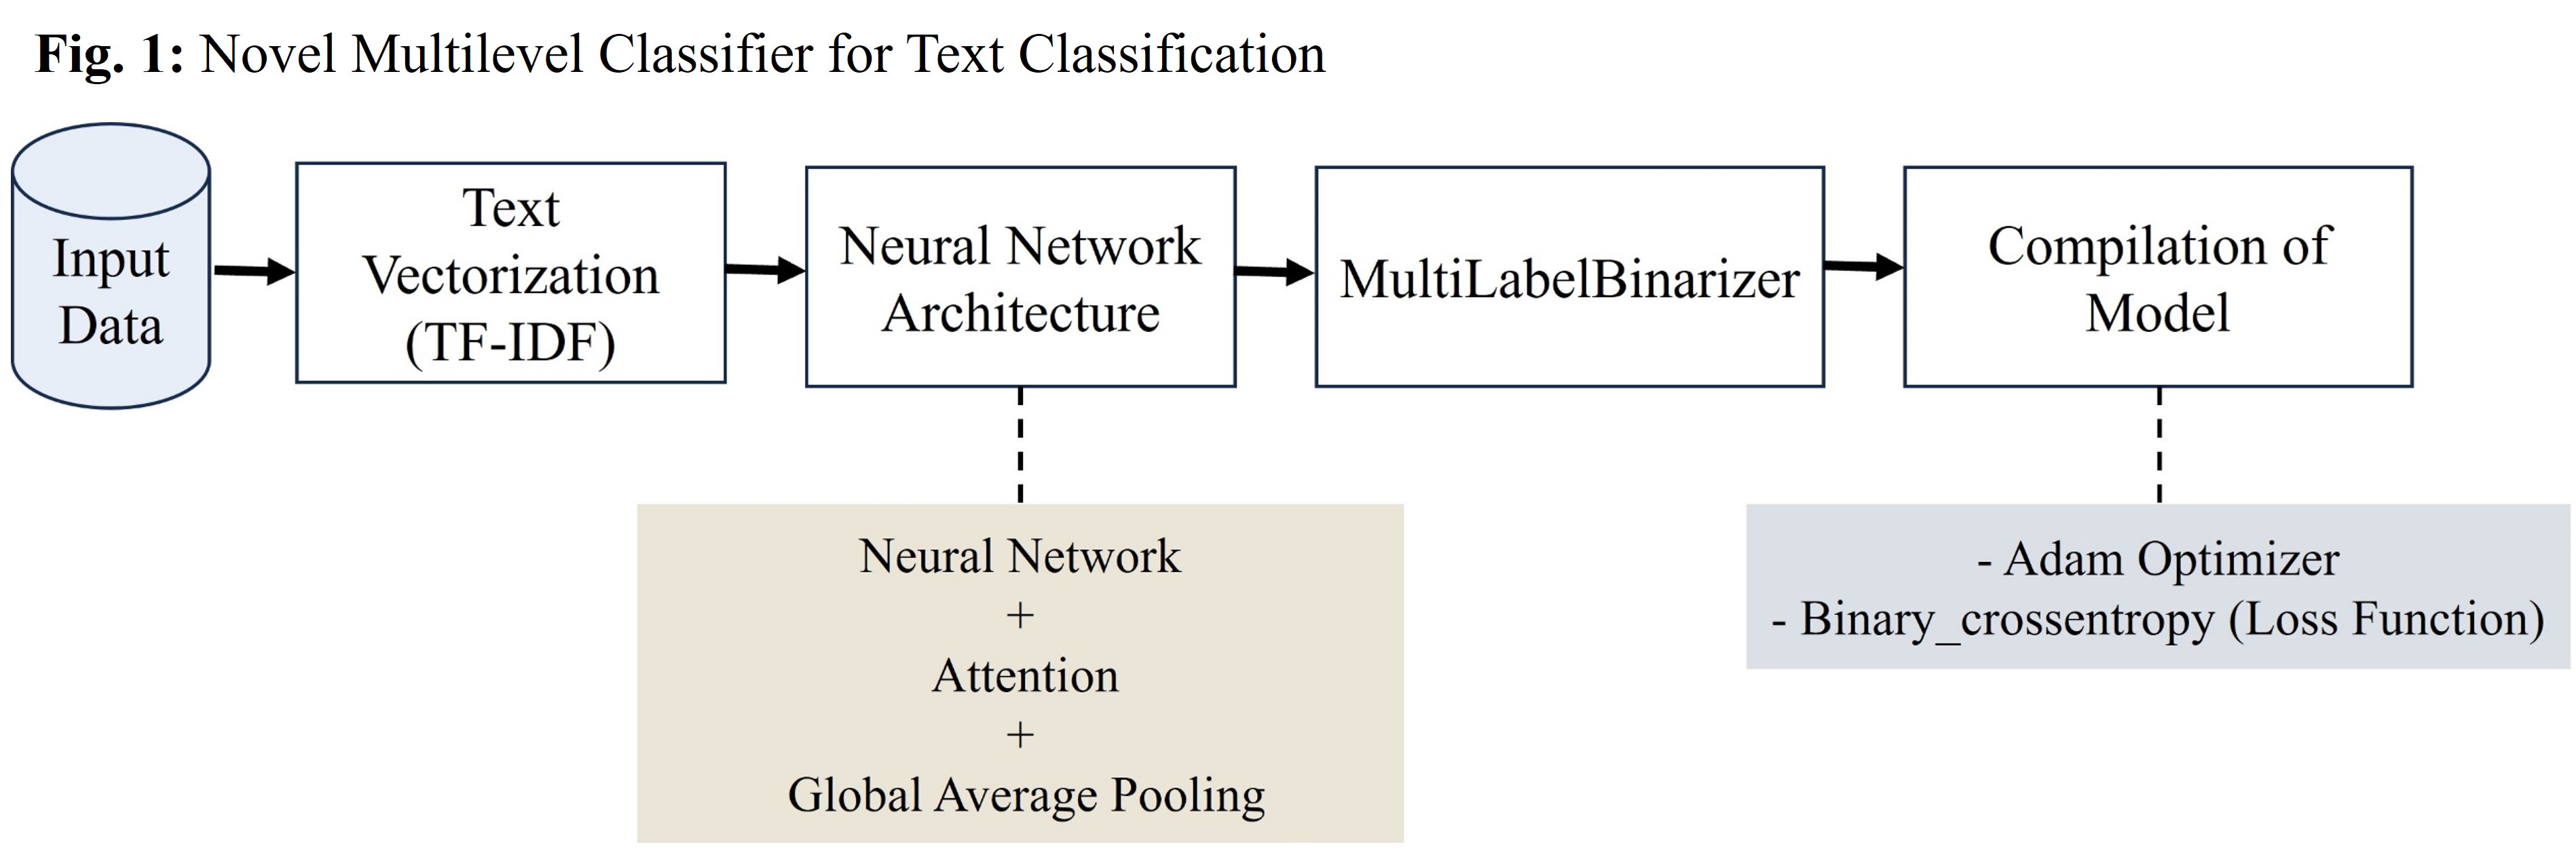 Fig. 1: Novel Multilevel Classifier for Text Classification
Input
Data
Text
Vectorization
(TF-IDF)
Neural Network
Architecture
MultiLabelBinarizer
Compilation of
Model
Neural Network
+
Attention
+
Global Average Pooling
- Adam Optimizer
- Binary_crossentropy (Loss Function)